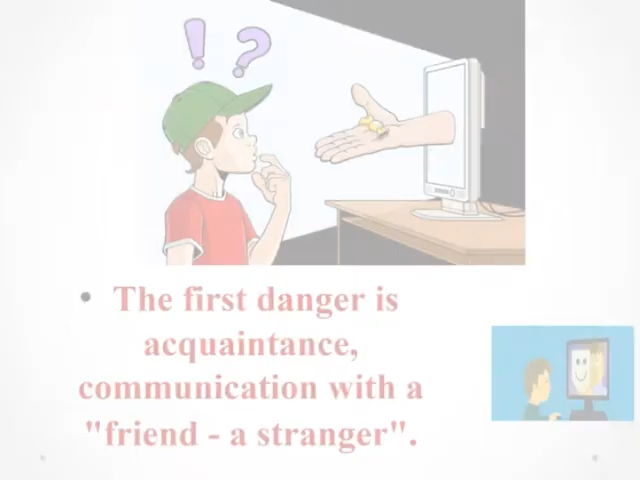 ! ?
• The first danger is
acquaintance,
communication with a
"friend - a stranger".